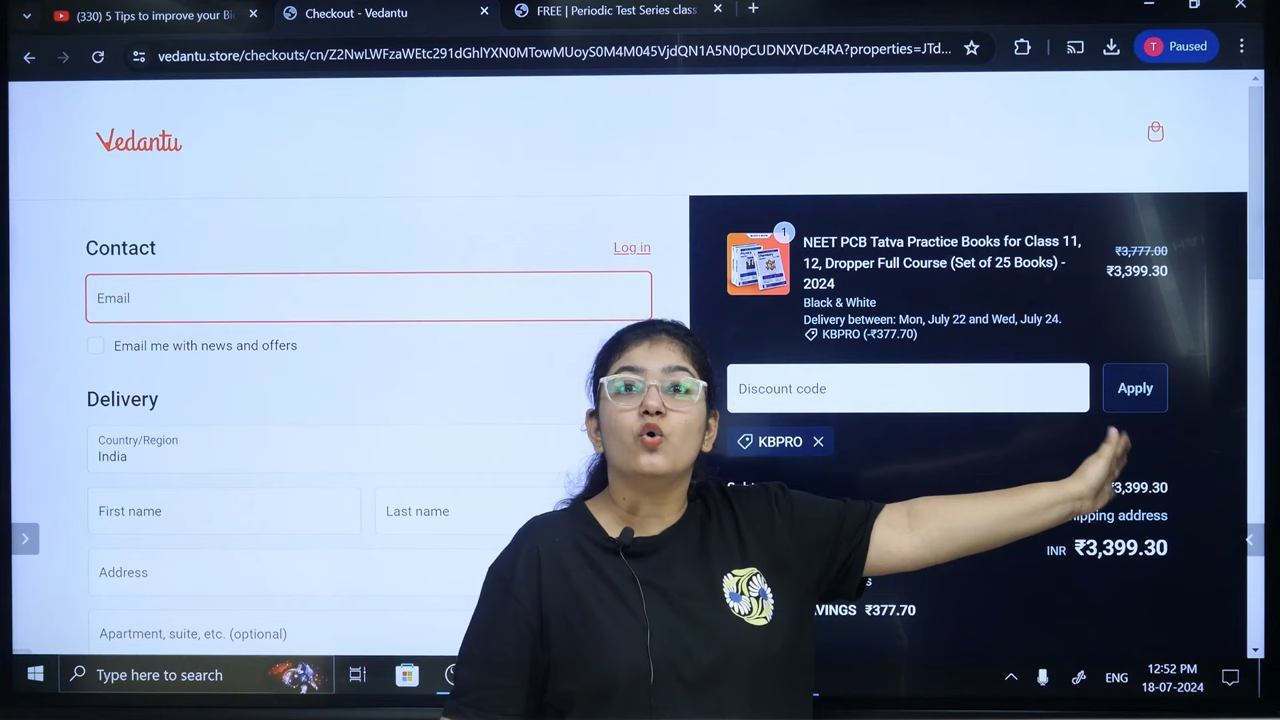 (330) 5 Tips to improve your Bi
Checkout - Vedantu
FREE | Periodic Test Series class
vedantu.store/checkouts/cn/Z2NwLWFzaWEtc291dGhlYXN0MTowMUoyS0M4M045VjdQN1A5N0pCUDNXVDc4RA?properties=JTd...
T Paused
Vedantu
Contact
Log in
Email
Email me with news and offers
Delivery
Country/Region
India
First name
Last name
Address
Apartment, suite, etc. (optional)
1
NEET PCB Tatva Practice Books for Class 11,
12, Dropper Full Course (Set of 25 Books) -
2024
₹3,777.00
₹3,399.30
Black & White
Delivery between: Mon, July 22 and Wed, July 24.
KBPRO (-₹377.70)
Discount code
Apply
KBPRO
₹3,399.30
address
INR ₹3,399.30
₹377.70
Type here to search
ENG
12:52 PM
18-07-2024